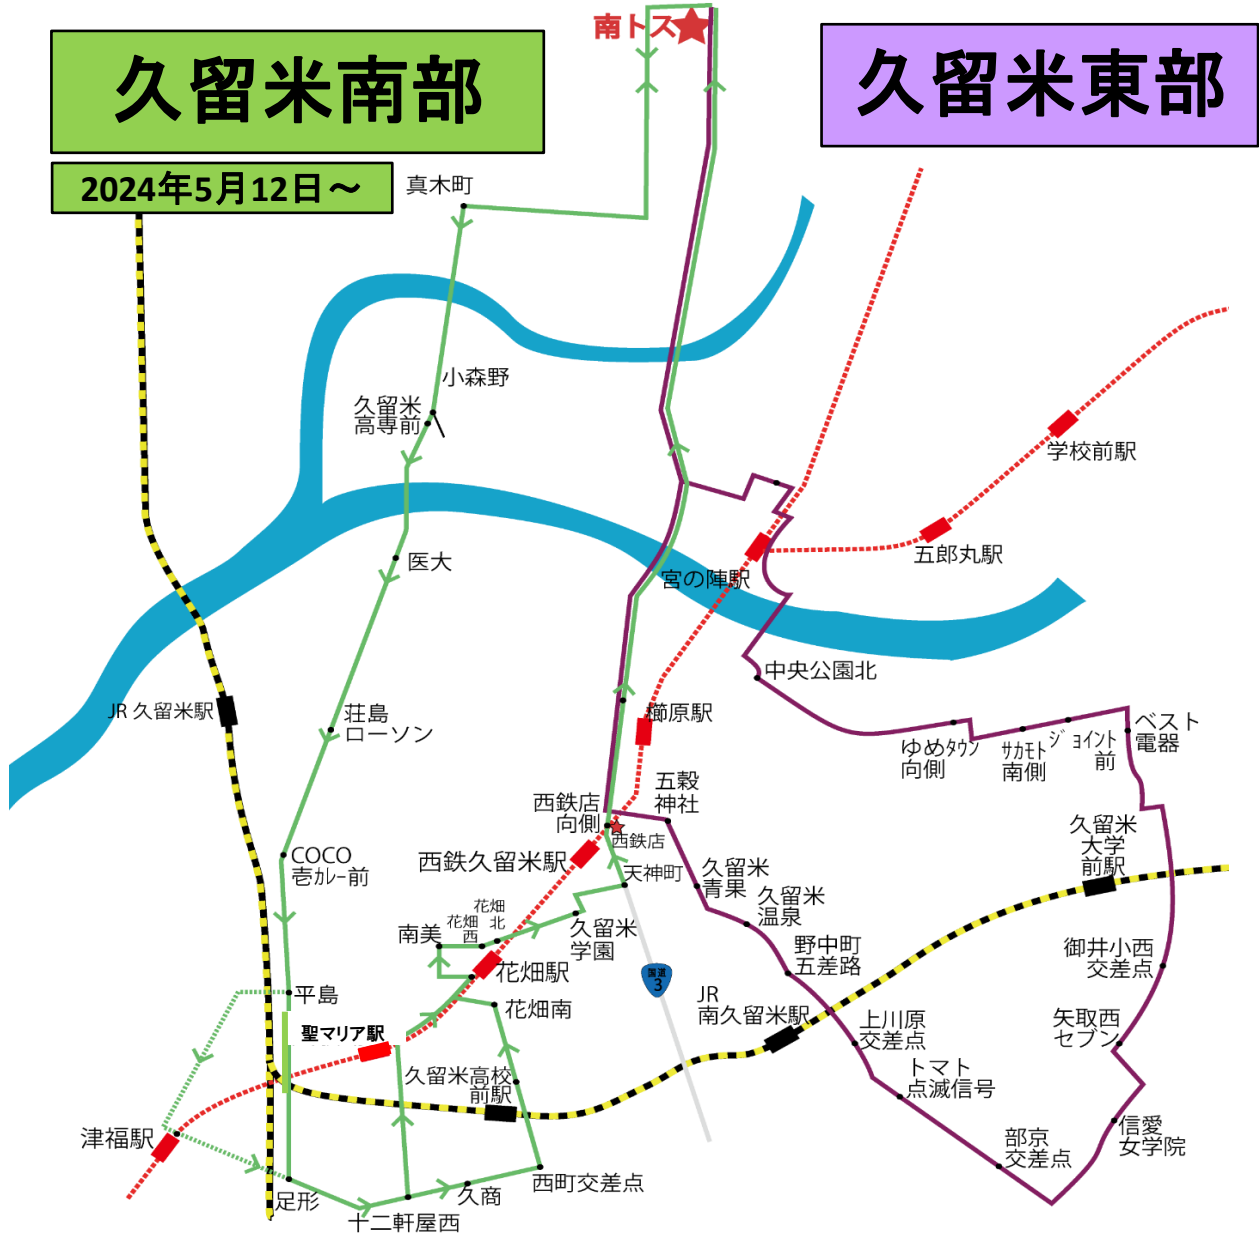 南トス
久留米南部
久留米東部
2024年5月12日～
真木町
小森野
久留米
高専前
学校前駅
五郎丸駅
医大
宮の陣駅
中央公園北
JR 久留米駅
荘島
ローソン
櫛原駅
ゆめﾀｳﾝ
向側
ｻｶﾓﾄ
南側
ｼﾞｮｲﾝﾄ
前
ベスト
電器
五穀
神社
西鉄店
向側
西鉄店
久留米
大学
前駅
COCO
壱ｶﾚｰ前
西鉄久留米駅
天神町
久留米
青果
久留米
温泉
花畑
北
花畑
西
南美
久留米
学園
野中町
五差路
御井小西
交差点
花畑駅
国道
3
平島
花畑南
JR
南久留米駅
聖マリア駅
上川原
交差点
矢取西
セブン
久留米高校
前駅
トマト
点滅信号
津福駅
部京
交差点
信愛
女学院
足形
久商
西町交差点
十二軒屋西